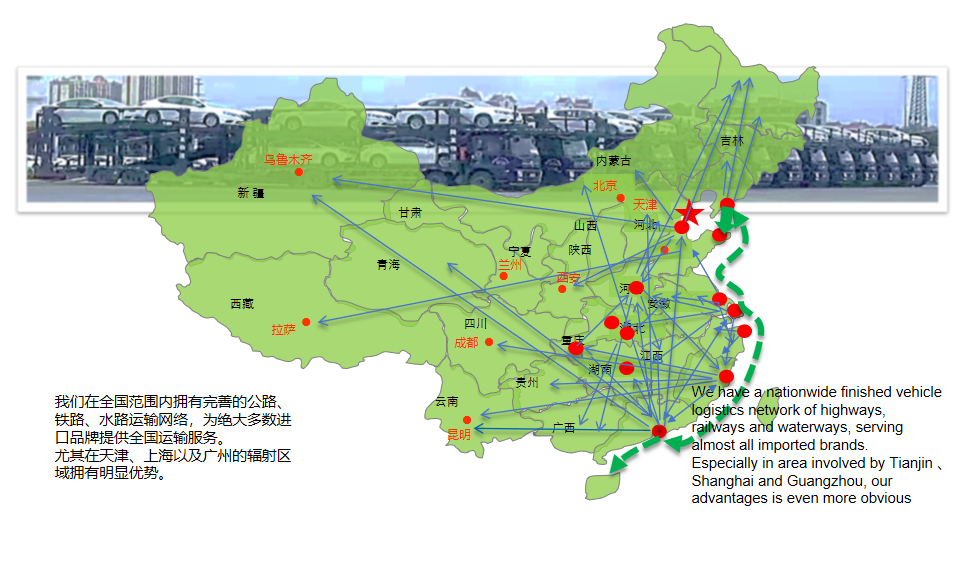 吉林
内蒙古
乌鲁木齐
北京
新 疆
天津
甘肃
山西
河北
宁夏
陕西
青海
兰州
西安
河
安徽
西藏
四川
湖北
拉萨
成都
重庆
江西
湖南
贵州
云南
广西
昆明
我们在全国范围内拥有完善的公路、
铁路、水路运输网络，为绝大多数进
口品牌提供全国运输服务。
尤其在天津、上海以及广州的辐射区
域拥有明显优势。
We have a nationwide finished vehicle
logistics network of highways,
railways and waterways, serving
almost all imported brands.
Especially in area involved by Tianjin 、
Shanghai and Guangzhou, our
advantages is even more obvious